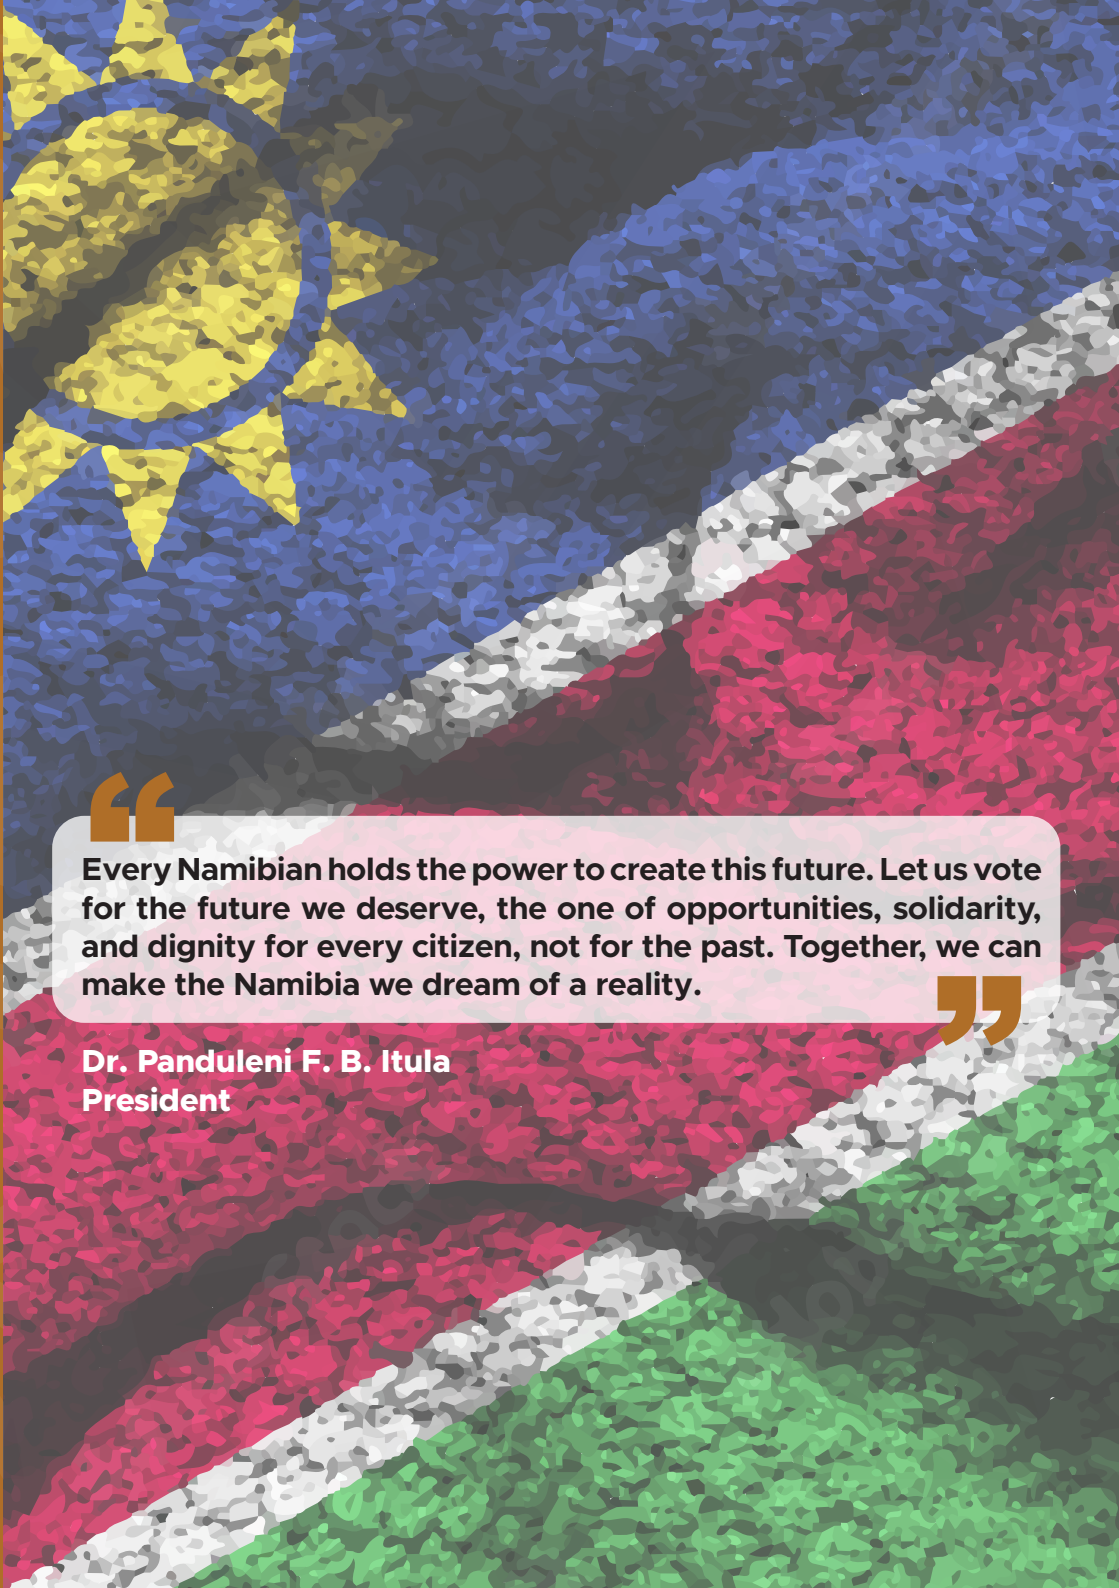 “
Every Namibian holds the power to create this future. Let us vote
for the future we deserve, the one of opportunities, solidarity,
and dignity for every citizen, not for the past. Together, we can
make the Namibia we dream of a reality.
”
Dr. Panduleni F. B. Itula
President